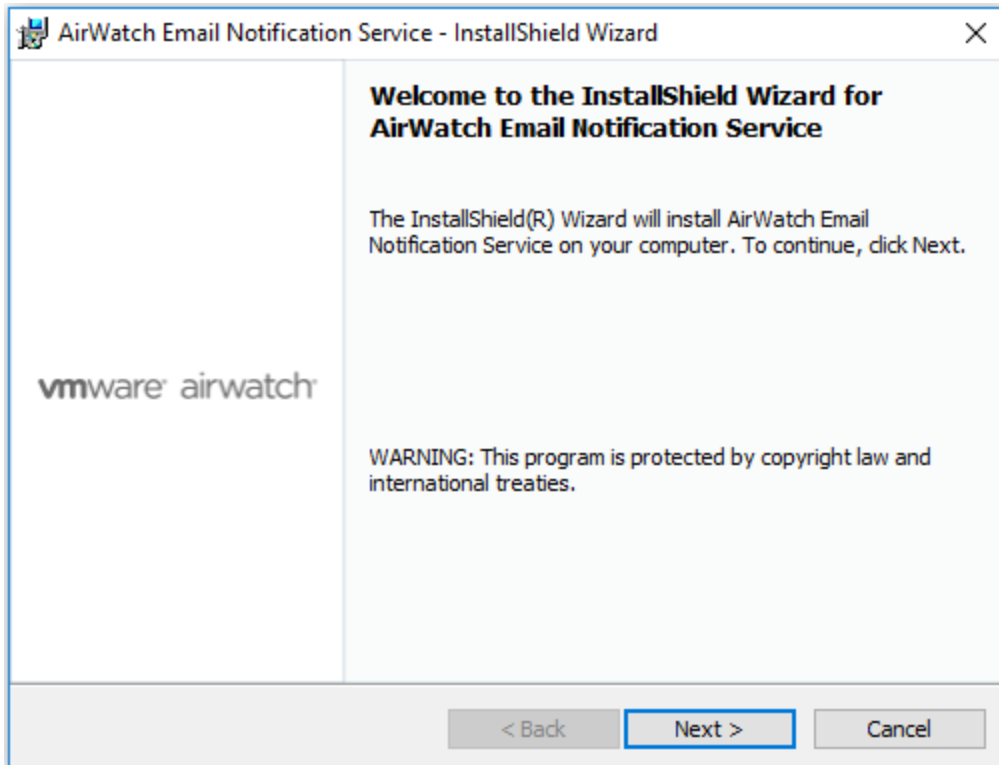 AirWatch Email Notification Service - InstallShield Wizard
Welcome to the InstallShield Wizard for
AirWatch Email Notification Service
The InstallShield(R) Wizard will install AirWatch Email
Notification Service on your computer. To continue, click Next.
vmware airwatch
WARNING: This program is protected by copyright law and
international treaties.
< Back
Next >
Cancel